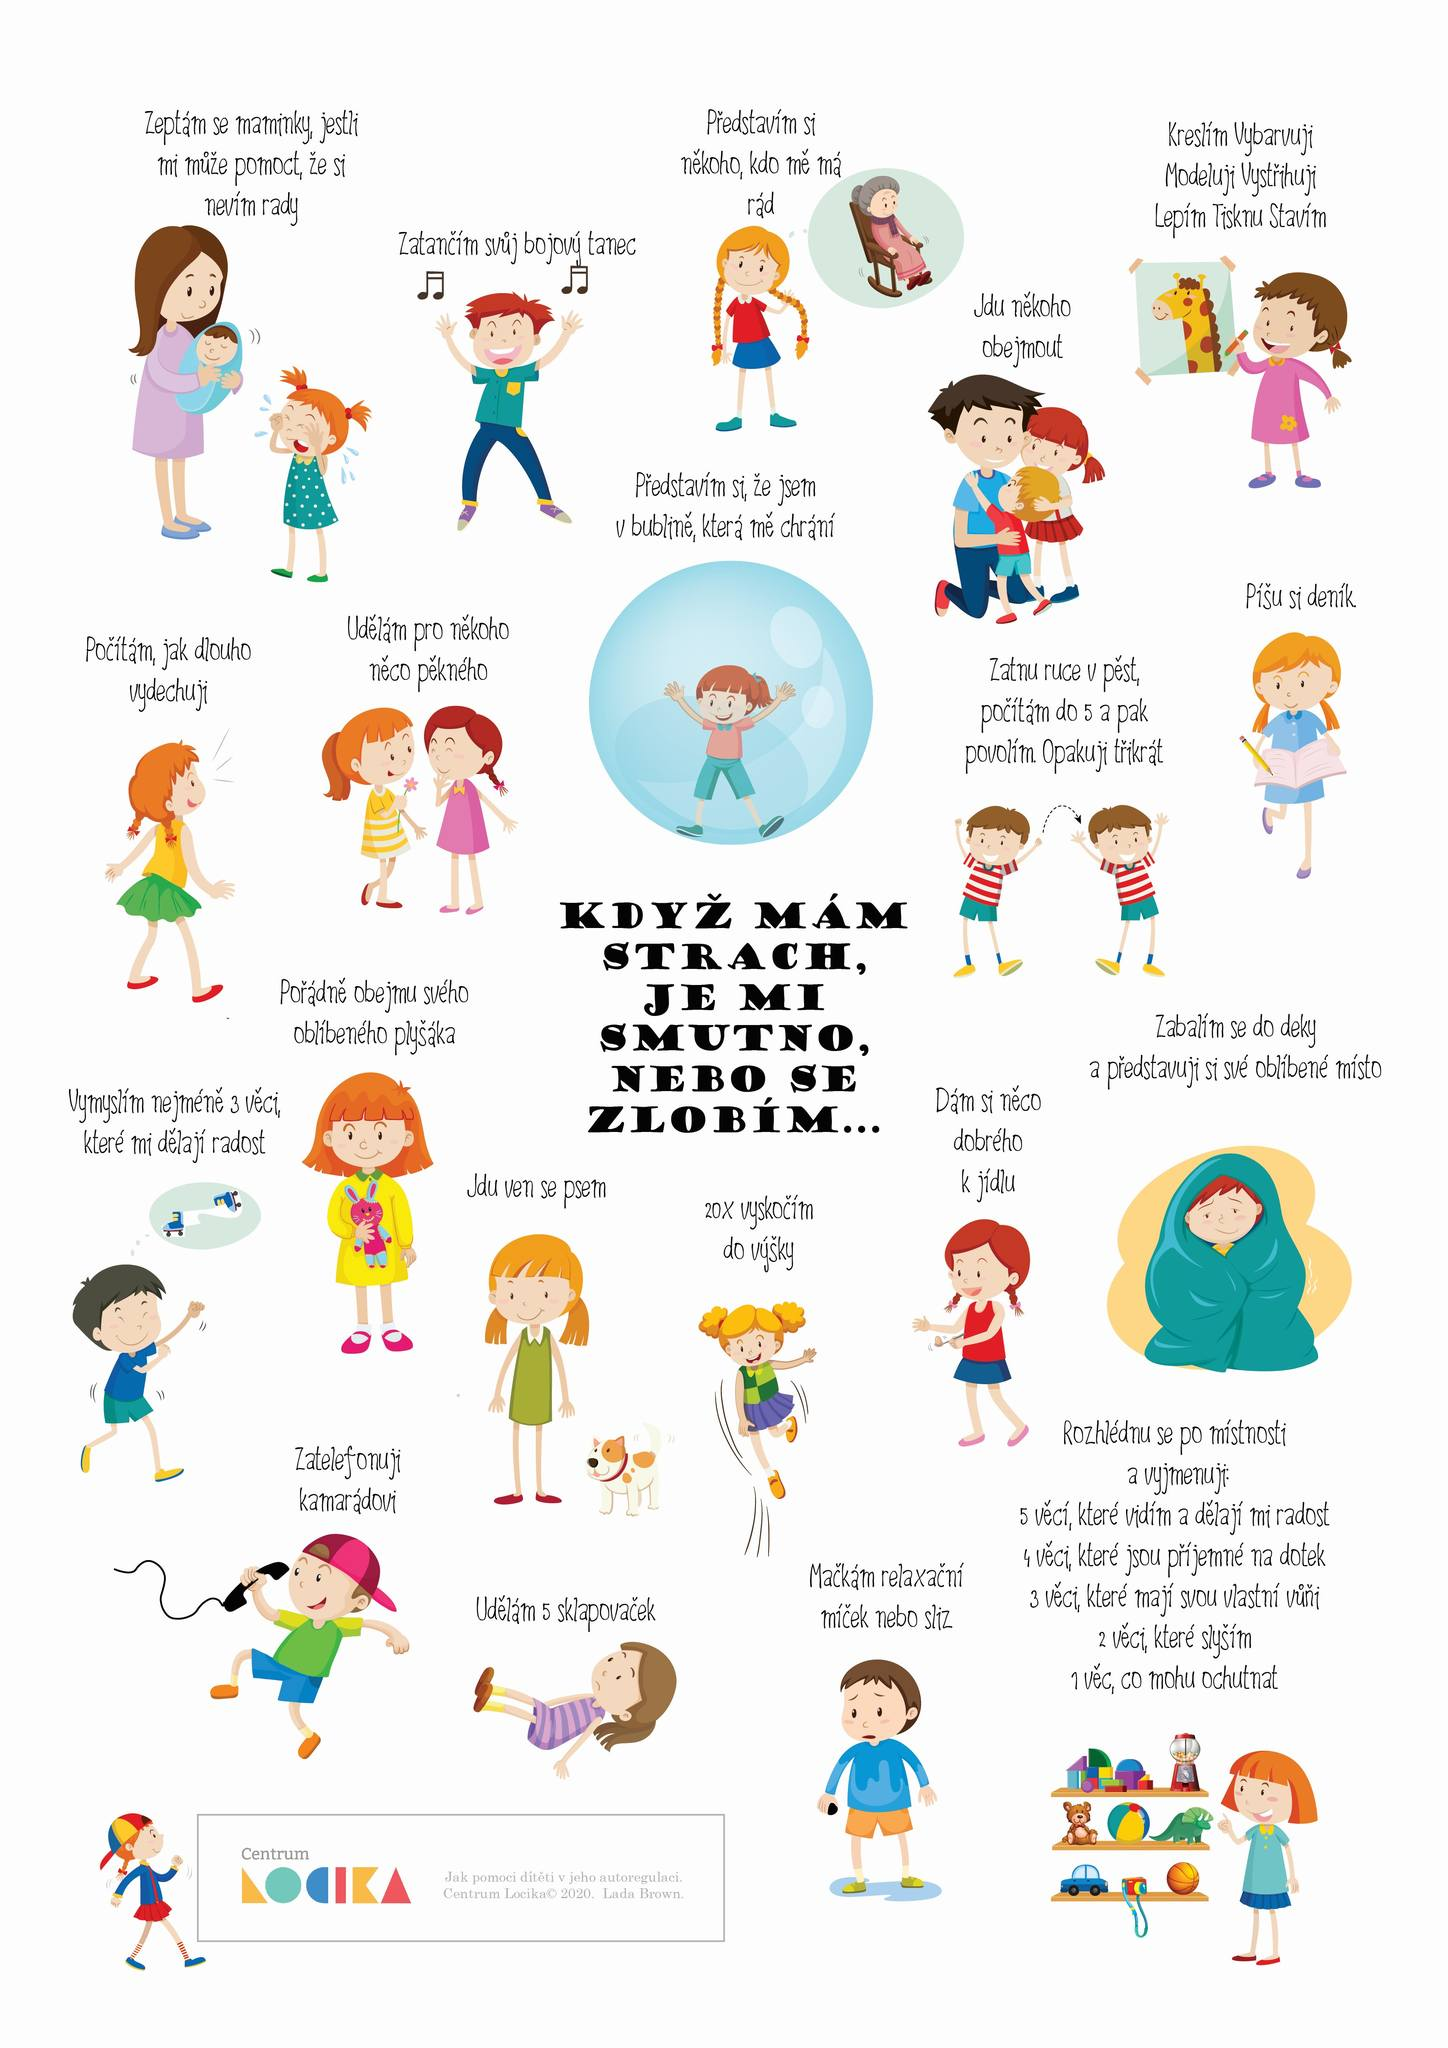 Zeptám se maminky, jestli
mi může pomoct, že si
nevím rady
Zatančím svůj bojový tanec
Představím si
někoho, kdo mě má
rád
Kreslím Vybarvuji
Modeluji Vystřihuji
Lepím Tisknu Stavím
Jdu někoho
obejmout
Představím si, že jsem
v bublině, která mě chrání
Píšu si deník
Počítám, jak dlouho
vydechuji
Udělám pro někoho
něco pěkného
Zatnu ruce v pěst,
počítám do 5 a pak
povolím. Opakuji třikrát
KDYŽ MÁM
STRACH,
JE MI
SMUTNO,
NEBO SE
ZLOBÍM...
Pořádně obejmu svého
oblíbeného plyšáka
Zabalím se do deky
a představuji si své oblíbené místo
Vymyslím nejméně 3 věci,
které mi dělají radost
Dám si něco
dobrého
k jídlu
Jdu ven se psem
20X vyskočím
do výšky
Zatelefonuji
kamarádovi
Rozhlédnu se po místnosti
a vyjmenuji:
5 věcí, které vidím a dělají mi radost
4 věci, které jsou příjemné na dotek
3 věci, které mají svou vlastní vůňi
2 věci, které slyším
1 věc, co mohu ochutnat
Udělám 5 sklapovaček
Mačkám relaxační
míček nebo sliz
Centrum
LOCIKA
Jak pomoci dítěti v jeho autoregulaci.
Centrum Locika© 2020. Lada Brown.